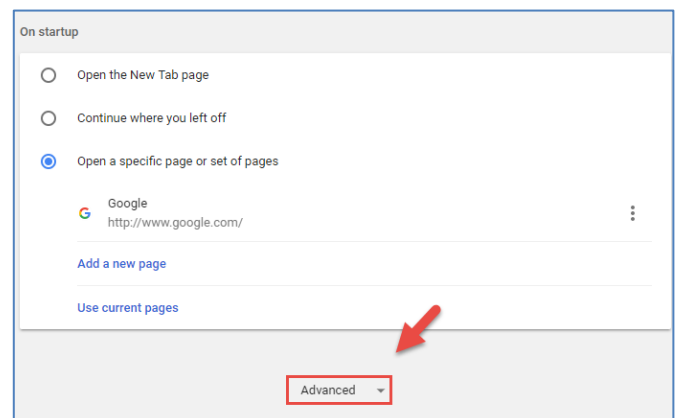 On startup
Open the New Tab page
Continue where you left off
Open a specific page or set of pages
Google
http://www.google.com/
Add a new page
Use current pages
Advanced